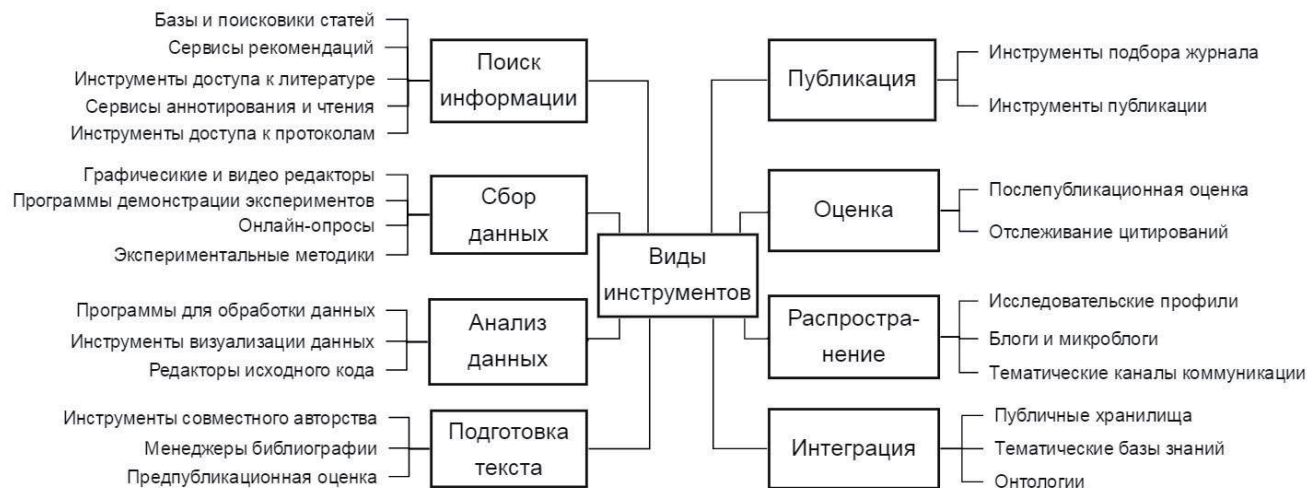 Базы и поисковики статей
Сервисы рекомендаций
Инструменты доступа к литературе
Сервисы аннотирования и чтения
Инструменты доступа к протоколам
Поиск
информации
Графичесикие и видео редакторы
Программы демонстрации экспериментов
Онлайн-опросы
Экспериментальные методики
Сбор
данных
Программы для обработки данных
Инструменты визуализации данных
Редакторы исходного кода
Анализ
данных
Инструменты совместного авторства
Менеджеры библиографии
Предпубликационная оценка
Подготовка
текста
Виды
инструментов
Публикация
Инструменты подбора журнала
Инструменты публикации
Оценка
Послепубликационная оценка
Отслеживание цитирований
Распростра-
нение
Исследовательские профили
Блоги и микроблоги
Тематические каналы коммуникации
Интеграция
Публичные хранилища
Тематические базы знаний
Онтологии